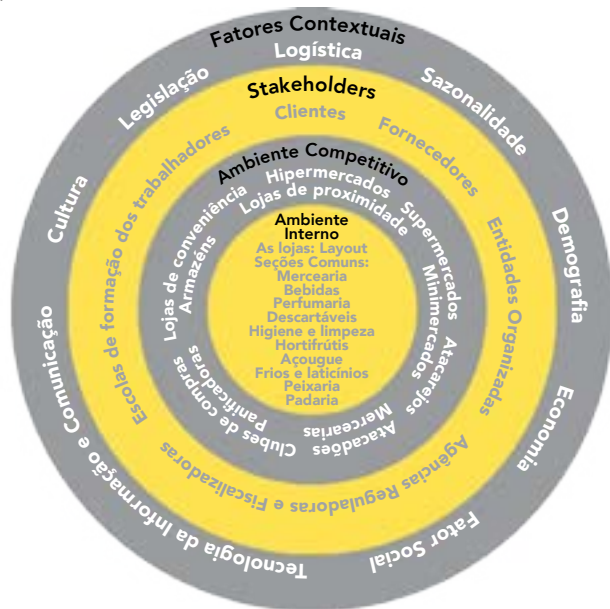 Fatores Contextuais
Logística
Sazonalidade
Demografia
Economia
Fator Social
Tecnologia da Informação e Comunicação
Cultura
Legislação
Stakeholders
Clientes
Fornecedores
Entidades Organizadas
Agências Reguladoras e Fiscalizadoras
Escolas de formação dos trabalhadores
Ambiente Competitivo
Hipermercados
Lojas de proximidade
Supermercados
Minimercados
Atacarejos
Atacadões
Mercearias
Clubes de compras
Panificadoras
Lojas de conveniência
Armazéns
Ambiente
Interno
As lojas: Layout
Seções Comuns:
Mercearia
Bebidas
Perfumaria
Descartáveis
Higiene e limpeza
Hortifrútis
Açougue
Frios e laticínios
Peixaria
Padaria